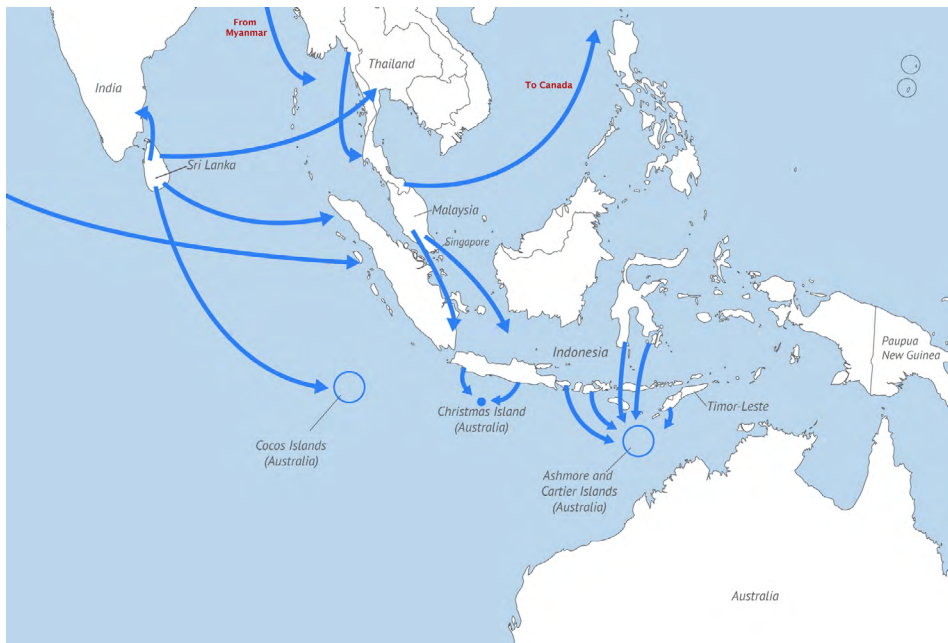 From
Myanmar
Thailand
India
To Canada
Sri Lanka
Malaysia
Singapore
Indonesia
Paupua
New Guinea
Christmas Island
(Australia)
Timor-Leste
Cocos Islands
(Australia)
Ashmore and
Cartier Islands
(Australia)
Australia